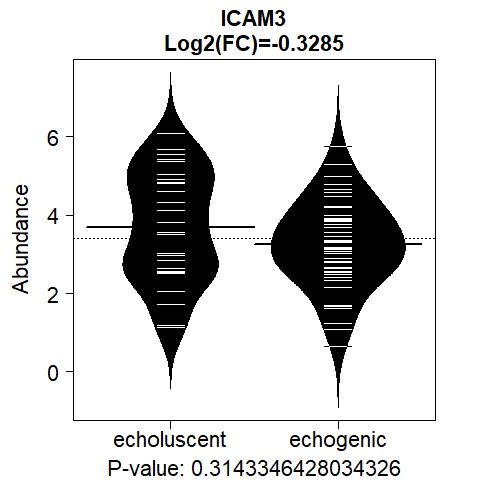 ICAM3
Log2(FC)=-0.3285
Abundance
6
4
2
0
echoluscent echogenic
P-value: 0.3143346428034326